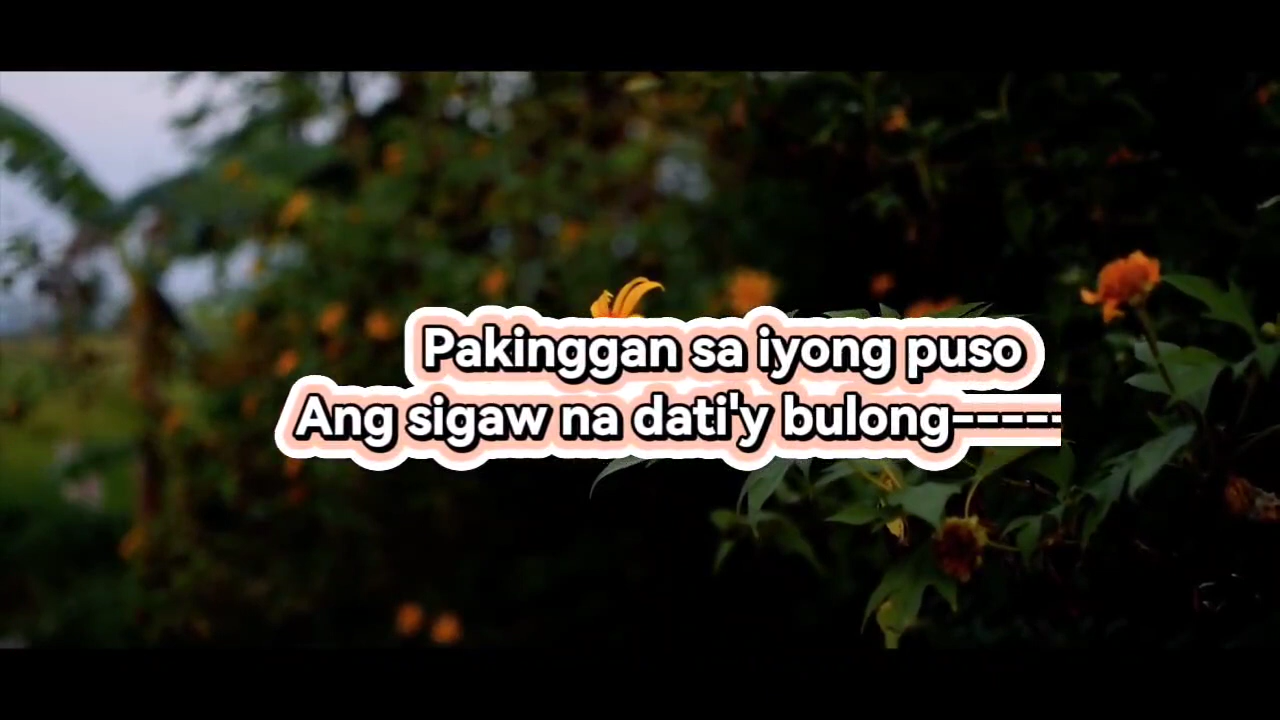 Pakinggan sa iyong puso
Ang sigaw na dati'y bulong-----